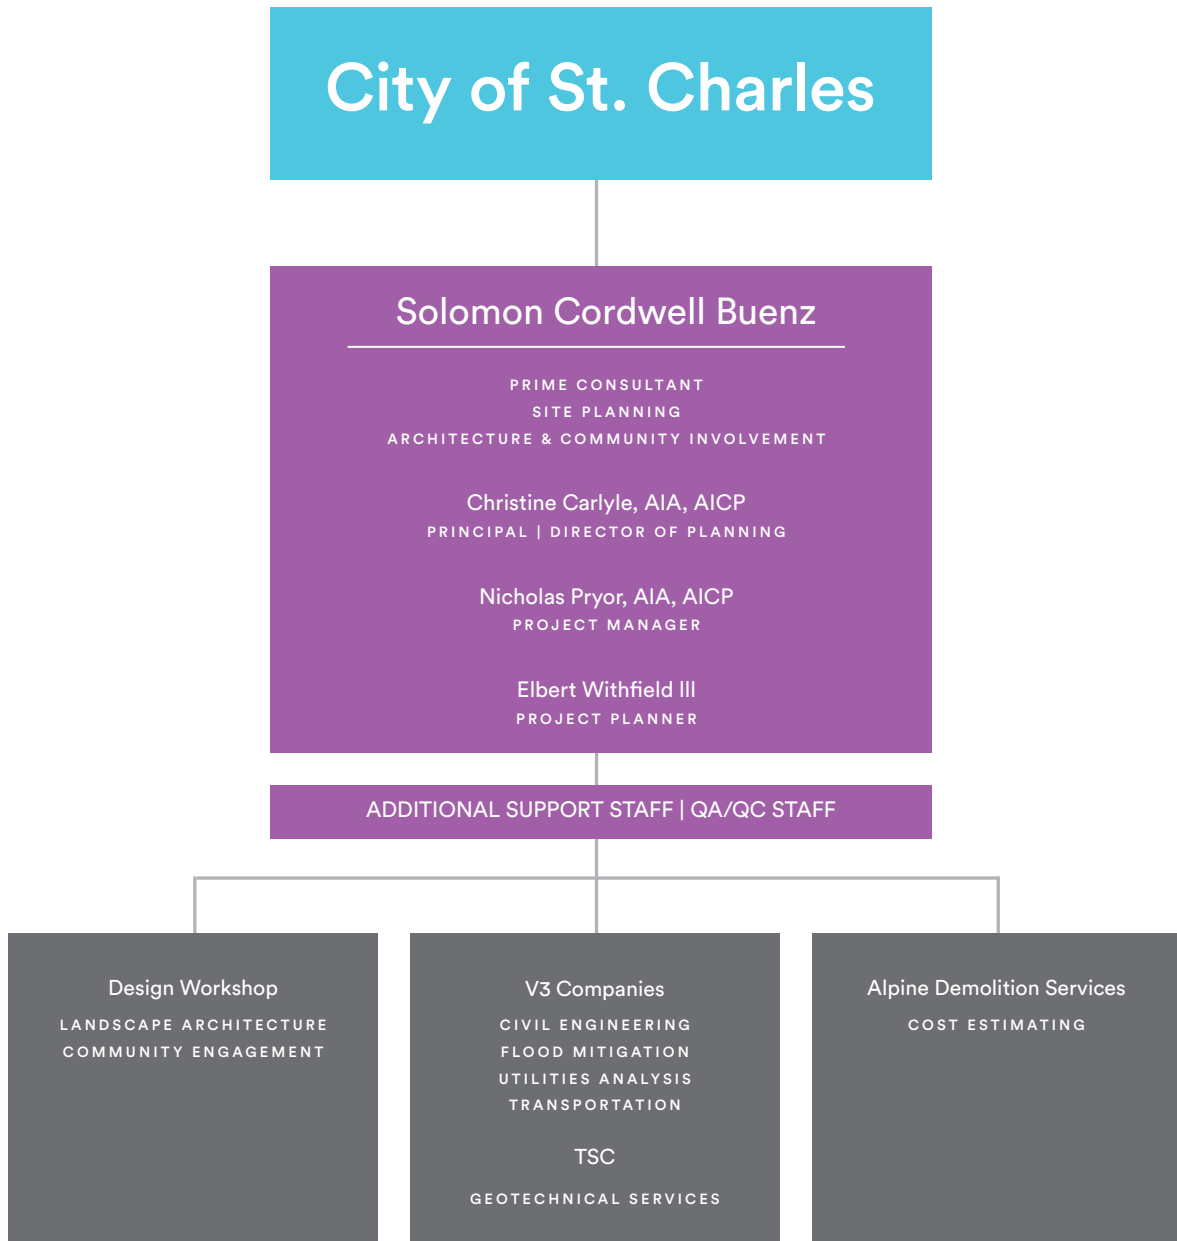 City of St. Charles
Solomon Cordwell Buenz
PRIME CONSULTANT
SITE PLANNING
ARCHITECTURE & COMMUNITY INVOLVEMENT
Christine Carlyle, AIA, AICP
PRINCIPAL | DIRECTOR OF PLANNING
Nicholas Pryor, AIA, AICP
PROJECT MANAGER
Elbert Withfield III
PROJECT PLANNER
ADDITIONAL SUPPORT STAFF | QA/QC STAFF
Design Workshop
LANDSCAPE ARCHITECTURE
COMMUNITY ENGAGEMENT
V3 Companies
CIVIL ENGINEERING
FLOOD MITIGATION
UTILITIES ANALYSIS
TRANSPORTATION
TSC
GEOTECHNICAL SERVICES
Alpine Demolition Services
COST ESTIMATING